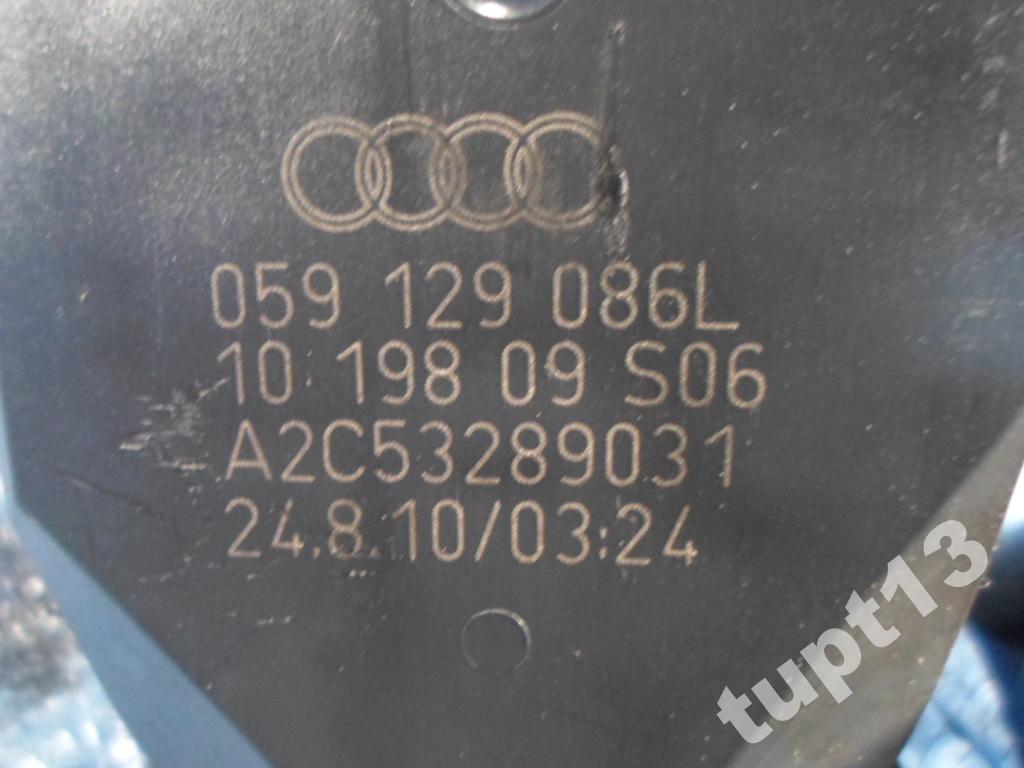 059 129 086L
10 198 09 S06
A2C53289031
24.8.10/03:24
tupt13